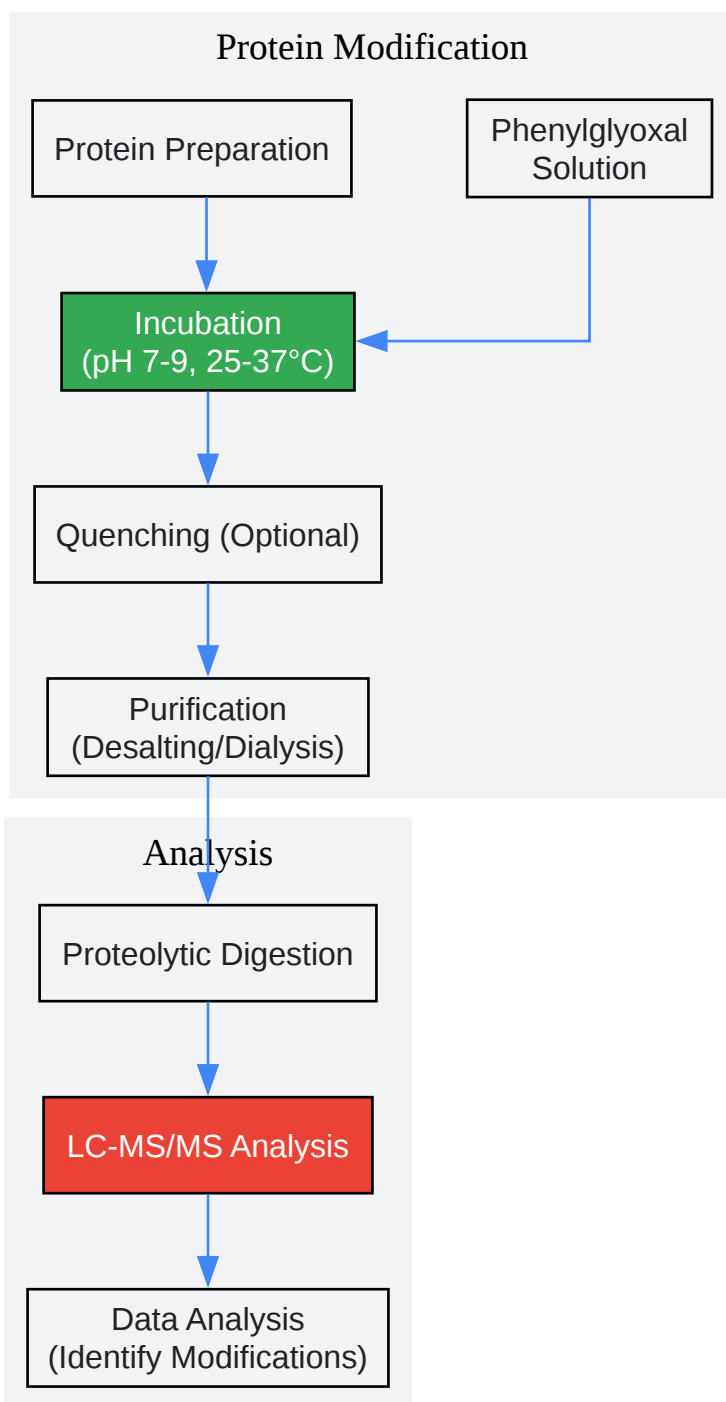 Protein Modification
Protein Preparation
Phenylglyoxal
Solution
Incubation
(pH 7-9, 25-37°C)
Quenching (Optional)
Purification
(Desalting/Dialysis)
Analysis
Proteolytic Digestion
LC-MS/MS Analysis
Data Analysis
(Identify Modifications)